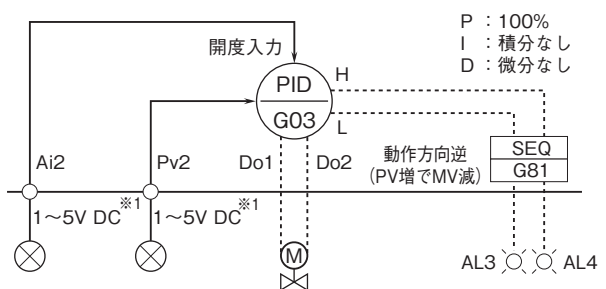 P：100%
I：積分なし
D：微分なし
開度入力
PID
G03
H
L
Ai2
Pv2
Do1
Do2
動作方向逆
（PV増でMV減）
SEQ
G81
1～5V DC※1
1～5V DC※1
M
AL3
AL4